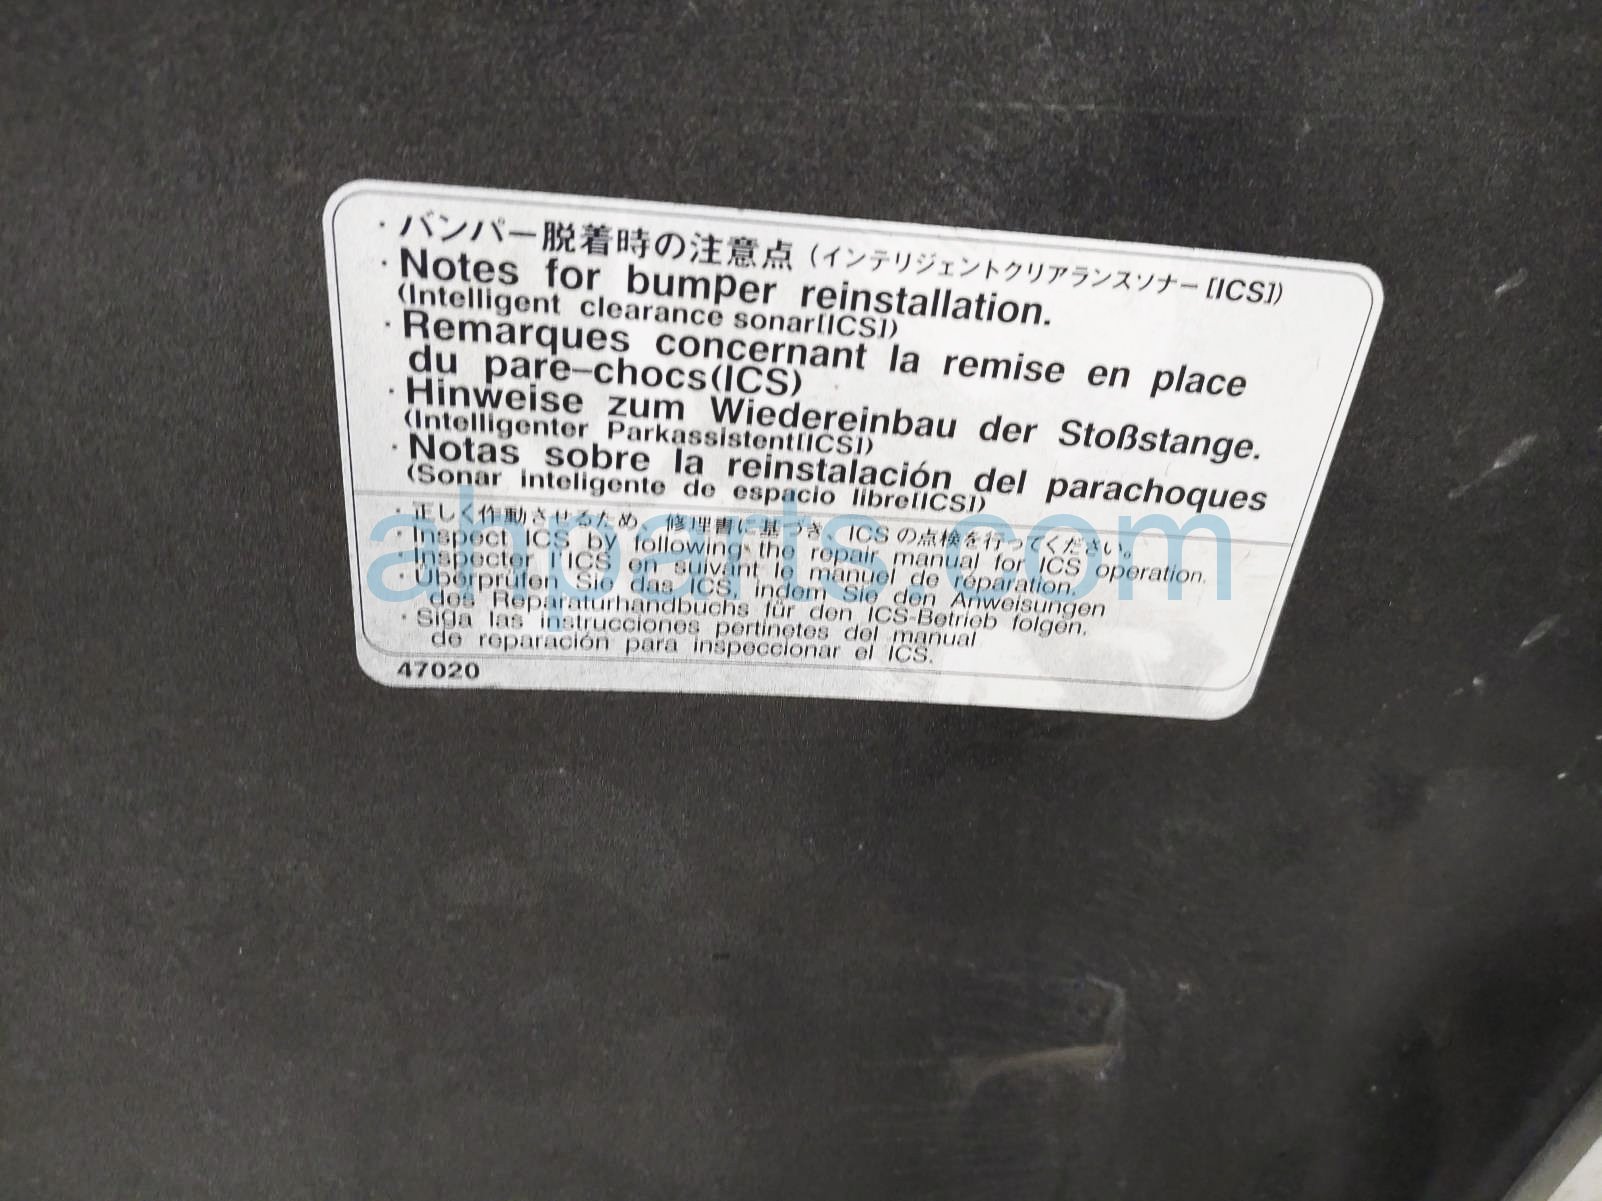 ・バンパー脱着時の注意点（インテリジェントクリアランスソナー[ICS]）
・Notes for bumper reinstallation.
(Intelligent clearance sonar[ICS])
・Remarques concernant la remise en place
du pare-chocs(ICS)
・Hinweise zum Wiedereinbau der Stoßstange.
(Intelligenter Parkassistent[ICS])
・Notas sobre la reinstalación del parachoques
(Sonar inteligente de espacio libre[ICS])
・正しく作動させるため、修理書に基づき、ICSの点検を行ってください。
・Inspect ICS by following the repair manual for ICS operation.
・Inspecter l'ICS en suivant le manuel de réparation.
・Überprüfen Sie das ICS, indem Sie den Anweisungen
des Reparaturhandbuchs für den ICS-Betrieb folgen.
・Siga las instrucciones pertinetes del manual
de reparación para inspeccionar el ICS.
47020
ahparts.com